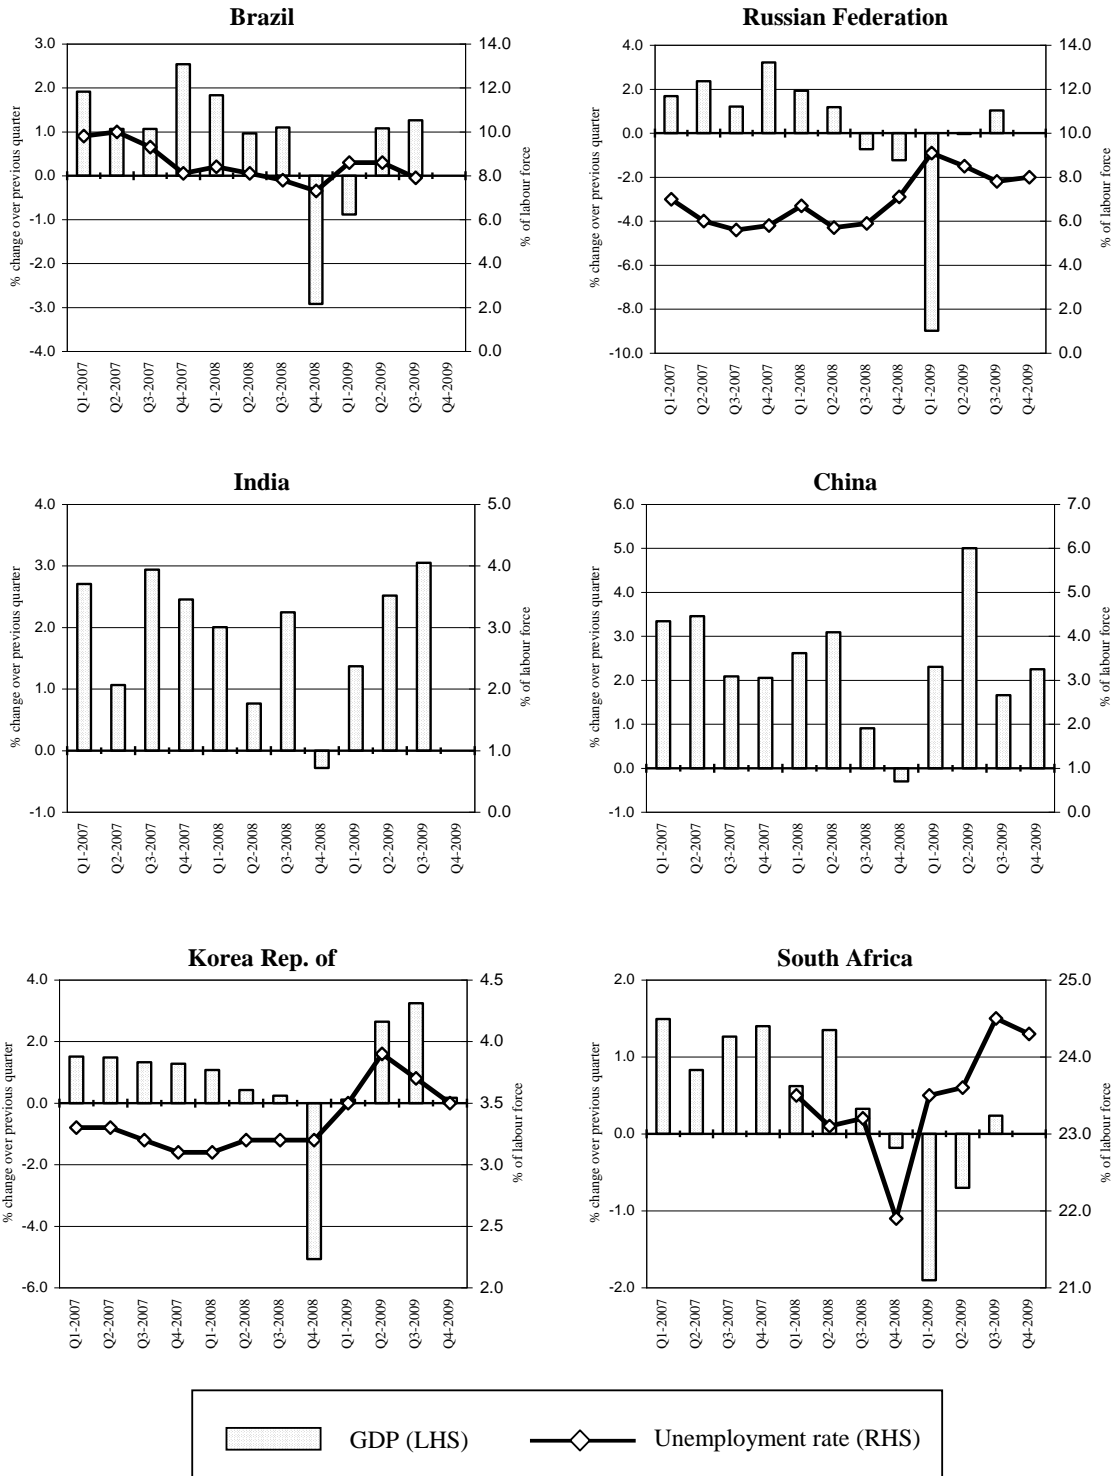 Brazil
3.0
2.0
1.0
0.0
-1.0
-2.0
-3.0
-4.0
% change over previous quarter
14.0
12.0
10.0
8.0
6.0
4.0
2.0
0.0
% of labour force
Q1-2007
Q2-2007
Q3-2007
Q4-2007
Q1-2008
Q2-2008
Q3-2008
Q4-2008
Q1-2009
Q2-2009
Q3-2009
Q4-2009
Russian Federation
4.0
2.0
0.0
-2.0
-4.0
-6.0
-8.0
-10.0
% change over previous quarter
14.0
12.0
10.0
8.0
6.0
4.0
2.0
0.0
% of labour force
Q1-2007
Q2-2007
Q3-2007
Q4-2007
Q1-2008
Q2-2008
Q3-2008
Q4-2008
Q1-2009
Q2-2009
Q3-2009
Q4-2009
India
4.0
3.0
2.0
1.0
0.0
-1.0
% change over previous quarter
5.0
4.0
3.0
2.0
1.0
0.0
% of labour force
Q1-2007
Q2-2007
Q3-2007
Q4-2007
Q1-2008
Q2-2008
Q3-2008
Q4-2008
Q1-2009
Q2-2009
Q3-2009
Q4-2009
China
6.0
5.0
4.0
3.0
2.0
1.0
0.0
-1.0
% change over previous quarter
7.0
6.0
5.0
4.0
3.0
2.0
1.0
0.0
% of labour force
Q1-2007
Q2-2007
Q3-2007
Q4-2007
Q1-2008
Q2-2008
Q3-2008
Q4-2008
Q1-2009
Q2-2009
Q3-2009
Q4-2009
Korea Rep. of
4.0
2.0
0.0
-2.0
-4.0
-6.0
% change over previous quarter
4.5
4.0
3.5
3.0
2.5
2.0
% of labour force
Q1-2007
Q2-2007
Q3-2007
Q4-2007
Q1-2008
Q2-2008
Q3-2008
Q4-2008
Q1-2009
Q2-2009
Q3-2009
Q4-2009
South Africa
2.0
1.0
0.0
-1.0
-2.0
% change over previous quarter
25.0
24.0
23.0
22.0
21.0
% of labour force
Q1-2007
Q2-2007
Q3-2007
Q4-2007
Q1-2008
Q2-2008
Q3-2008
Q4-2008
Q1-2009
Q2-2009
Q3-2009
Q4-2009
GDP (LHS) Unemployment rate (RHS)